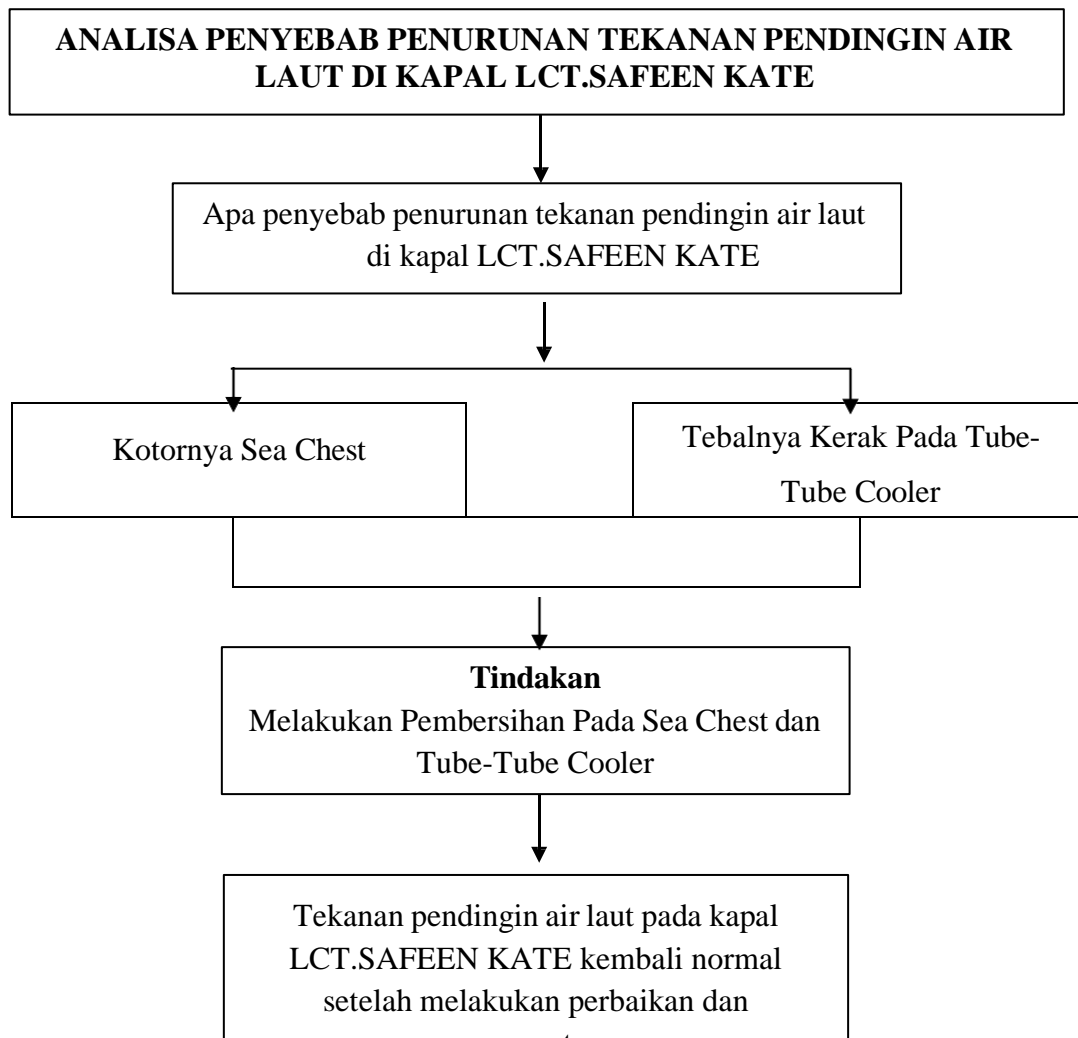 ANALISA PENYEBAB PENURUNAN TEKANAN PENDINGIN AIR
LAUT DI KAPAL LCT.SAFEEN KATE
Apa penyebab penurunan tekanan pendingin air laut
di kapal LCT.SAFEEN KATE
Kotornya Sea Chest
Tebalnya Kerak Pada Tube-
Tube Cooler
Tindakan
Melakukan Pembersihan Pada Sea Chest dan
Tube-Tube Cooler
Tekanan pendingin air laut pada kapal
LCT.SAFEEN KATE kembali normal
setelah melakukan perbaikan dan